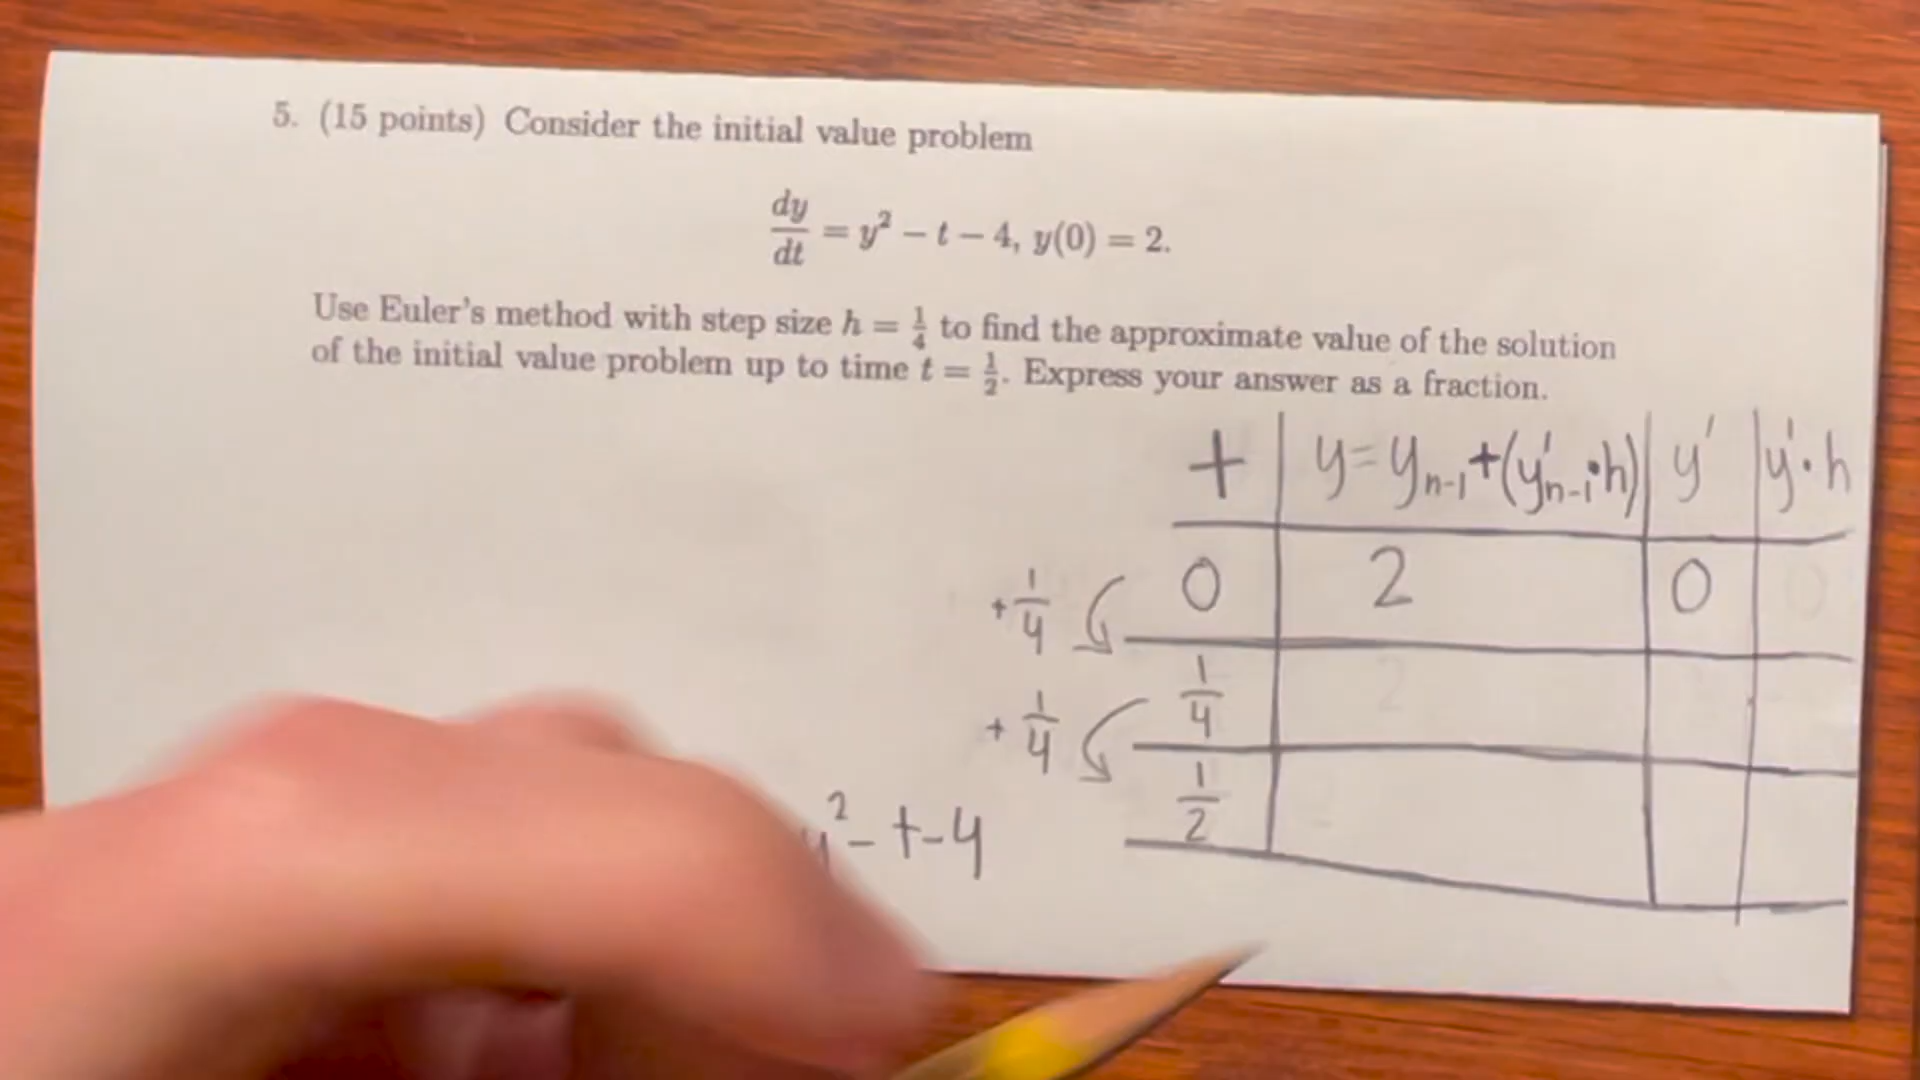 5. (15 points) Consider the initial value problem
dy/dt = y² − t − 4, y(0) = 2.
Use Euler's method with step size h = 1/4 to find the approximate value of the solution
of the initial value problem up to time t = 1/2. Express your answer as a fraction.
t | y=yₙ₋₁+(y'ₙ₋₁·h) | y' | y'·h
+1/4 0 | 2 | 0
+1/4 1/4
1/2
y²-t-4